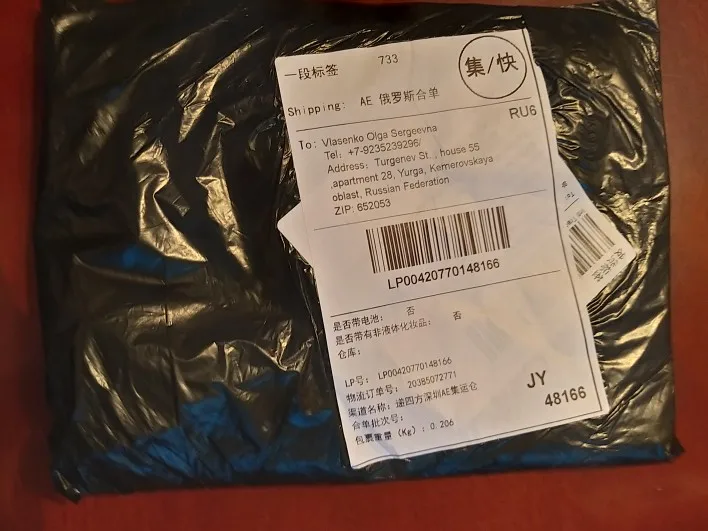 一段标签 733
集/快
Shipping: AE 俄罗斯合单
RU6
To: Vlasenko Olga Sergeevna
Tel: +7-9235239296/
Address: Turgenev St., house 55
,apartment 28, Yurga, Kemerovskaya
oblast, Russian Federation
ZIP: 652053
LP00420770148166
是否带电池: 否
是否带有非液体化妆品: 否
仓库:
LP号: LP00420770148166
物流订单号: 20385072771
渠道名称: 递四方深圳AE集运仓
合单批次号:
包裹重量 (Kg) : 0.206
JY
48166